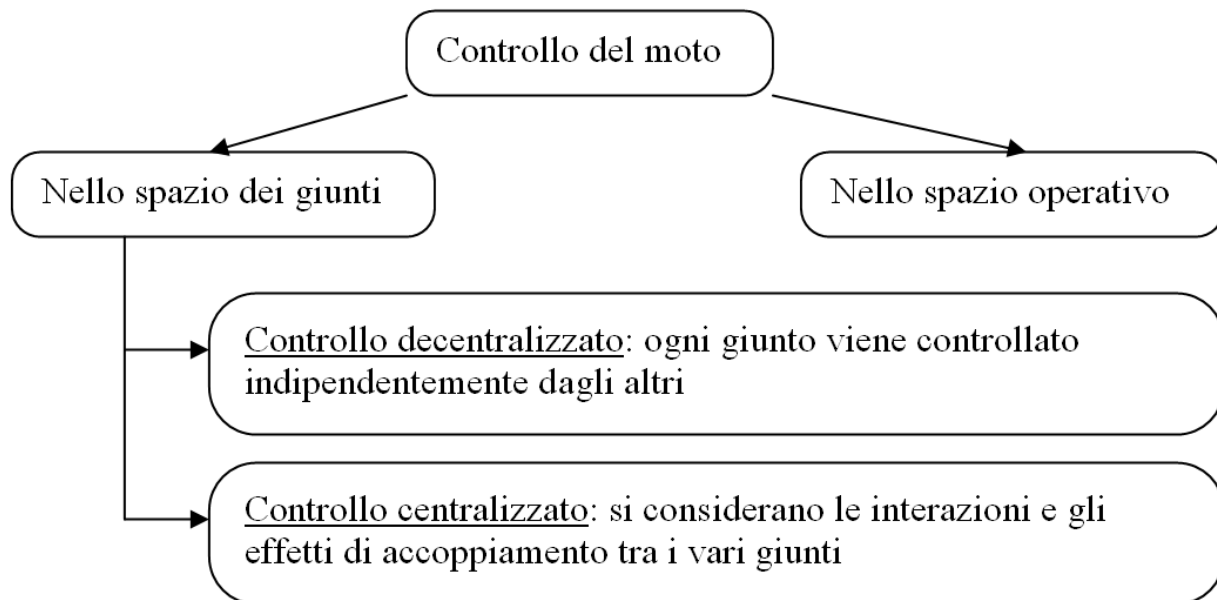 Controllo del moto
Nello spazio dei giunti
Nello spazio operativo
Controllo decentralizzato: ogni giunto viene controllato
indipendentemente dagli altri
Controllo centralizzato: si considerano le interazioni e gli
effetti di accoppiamento tra i vari giunti